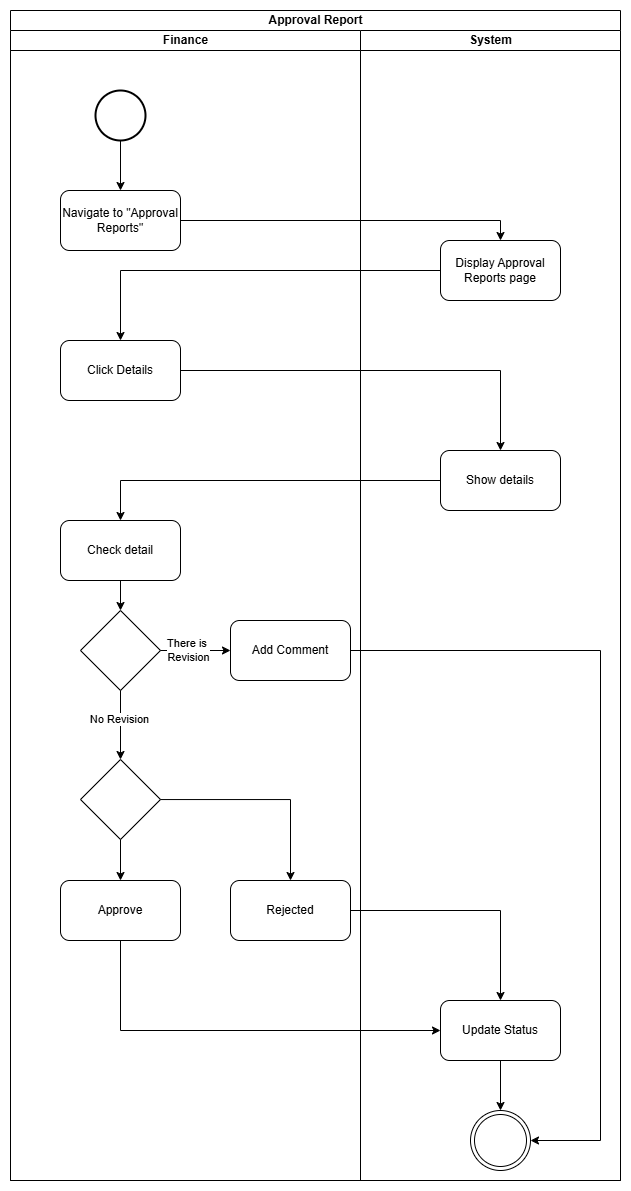 Approval Report
Finance
System
Navigate to "Approval
Reports"
Display Approval
Reports page
Click Details
Show details
Check detail
There is
Revision
Add Comment
No Revision
Approve
Rejected
Update Status